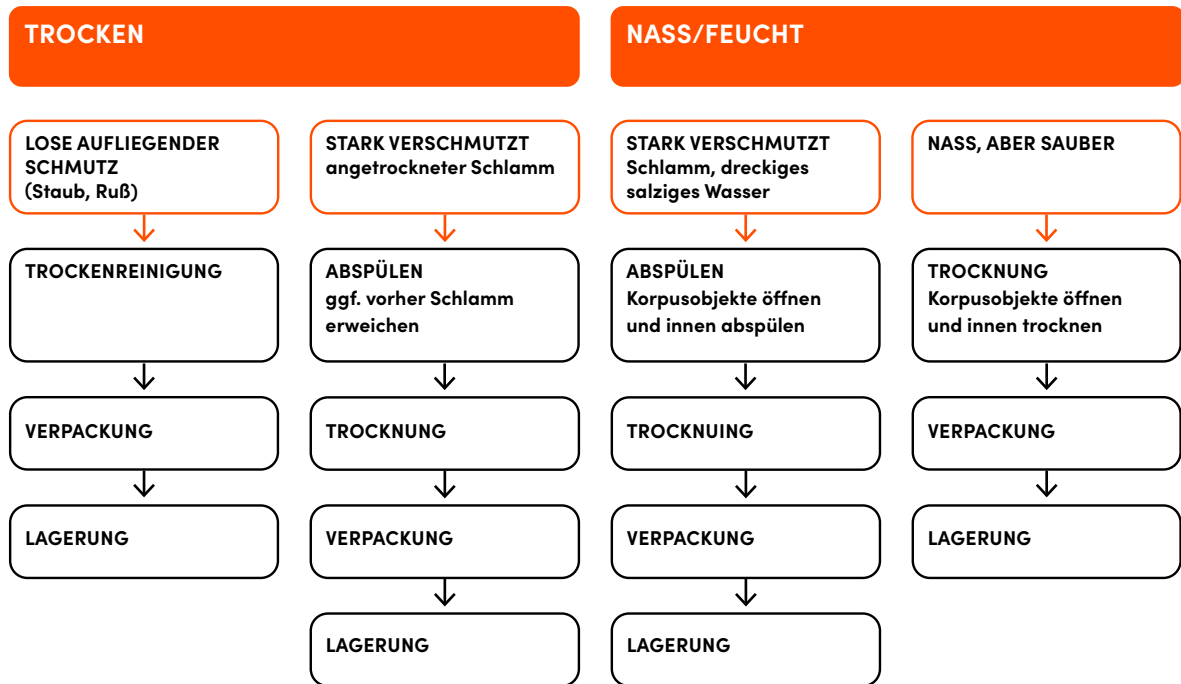 TROCKEN
NASS/FEUCHT
LOSE AUFLIEGENDER
SCHMUTZ
(Staub, Ruß)
TROCKENREINIGUNG
VERPACKUNG
LAGERUNG
STARK VERSCHMUTZT
angetrockneter Schlamm
ABSPÜLEN
ggf. vorher Schlamm
erweichen
TROCKNUNG
VERPACKUNG
LAGERUNG
STARK VERSCHMUTZT
Schlamm, dreckiges
salziges Wasser
ABSPÜLEN
Korpusobjekte öffnen
und innen abspülen
TROCKNUING
VERPACKUNG
LAGERUNG
NASS, ABER SAUBER
TROCKNUNG
Korpusobjekte öffnen
und innen trocknen
VERPACKUNG
LAGERUNG